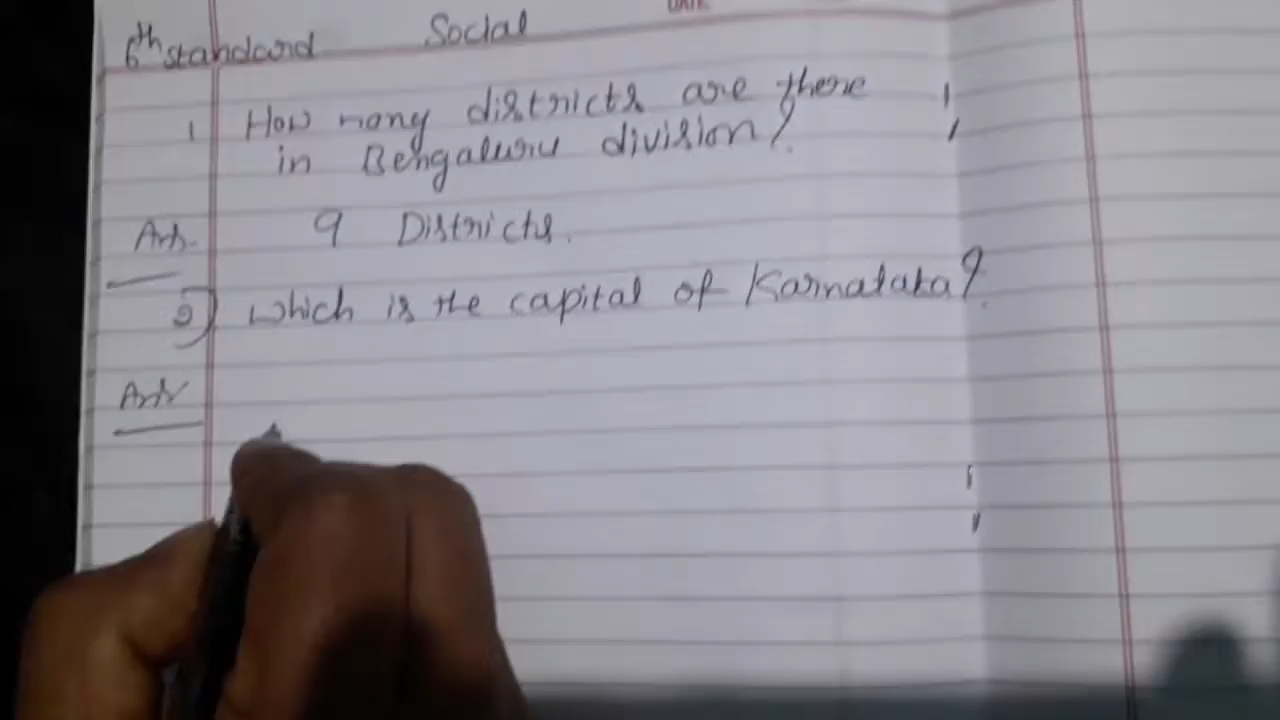 DATE
6th standard Social
1 How many districts are there
in Bengaluru division?
Ans. 9 Districts.
2) which is the capital of Karnataka?
Ans